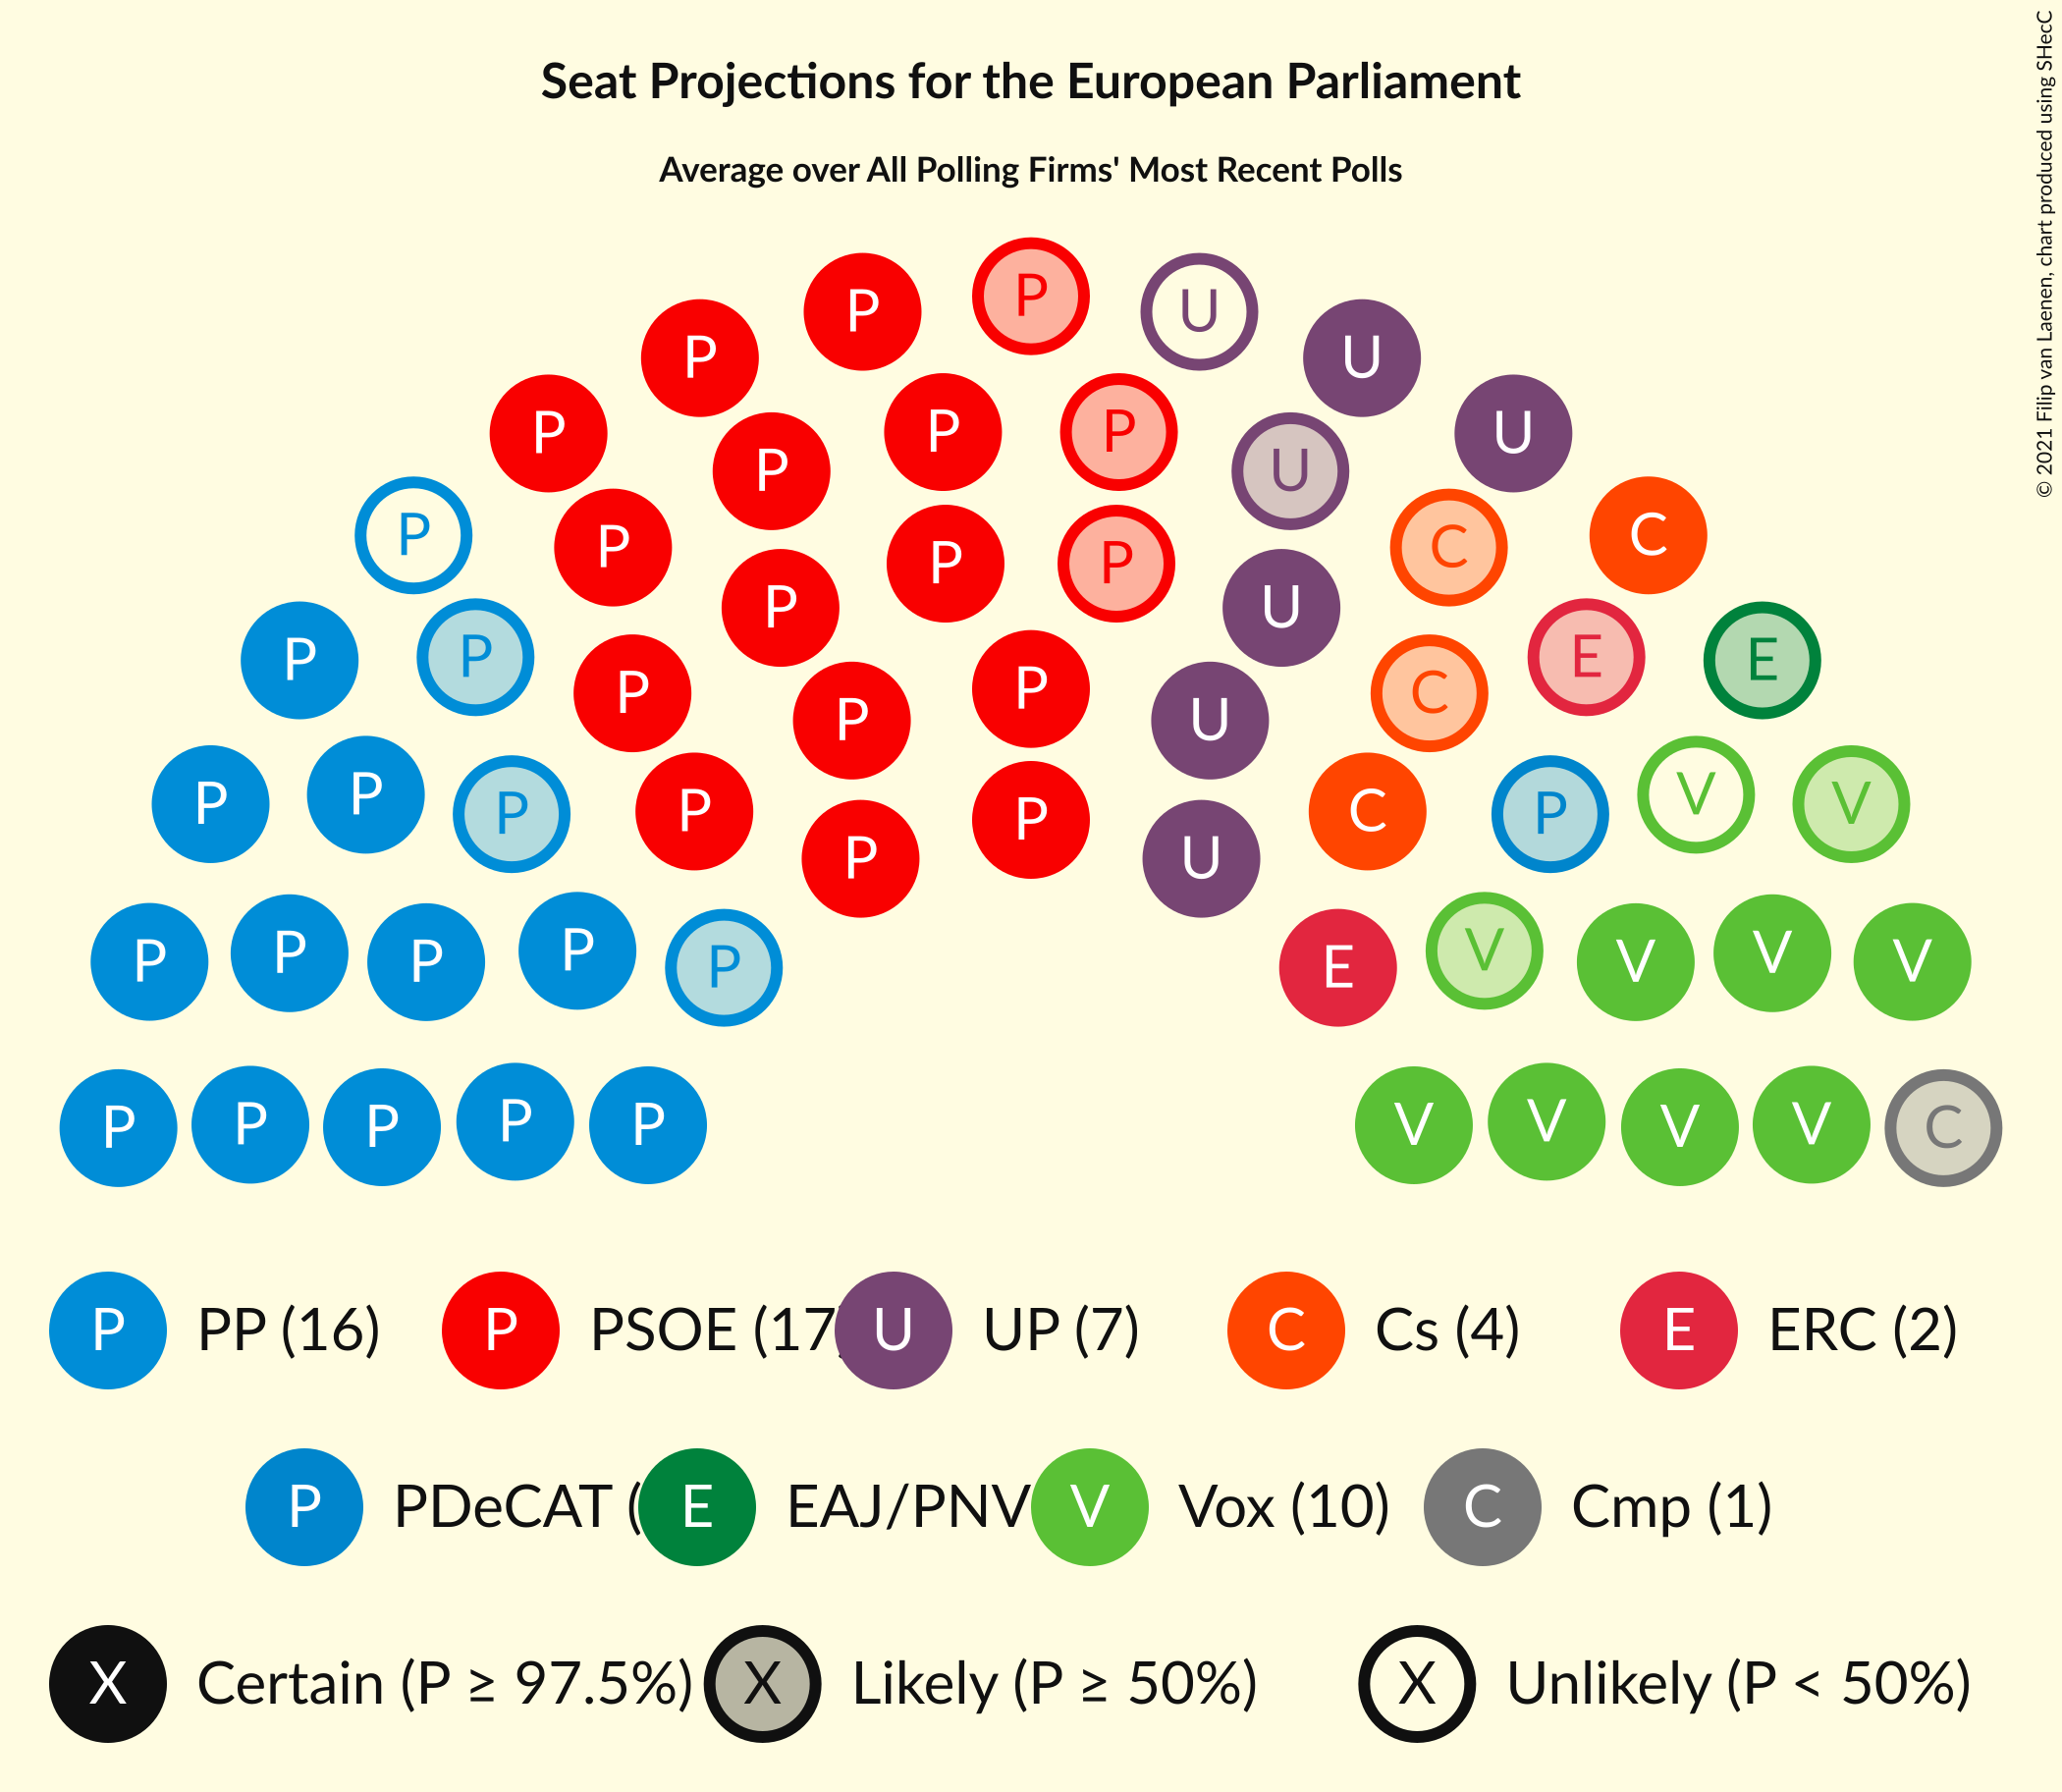 Seat Projections for the European Parliament
Average over All Polling Firms' Most Recent Polls
© 2021 Filip van Laenen, chart produced using SHecC
P P P U U
P P P U U
P P P P U C C
P P P P U C E E
P P P P U C P V V
P P P P P P U
P P P P P E V V V V
P P P P P V V V V C
P PP (16) P PSOE (17 U UP (7) C Cs (4) E ERC (2)
P PDeCAT ( E EAJ/PNV V Vox (10) C Cmp (1)
X Certain (P ≥ 97.5%) X Likely (P ≥ 50%) X Unlikely (P < 50%)